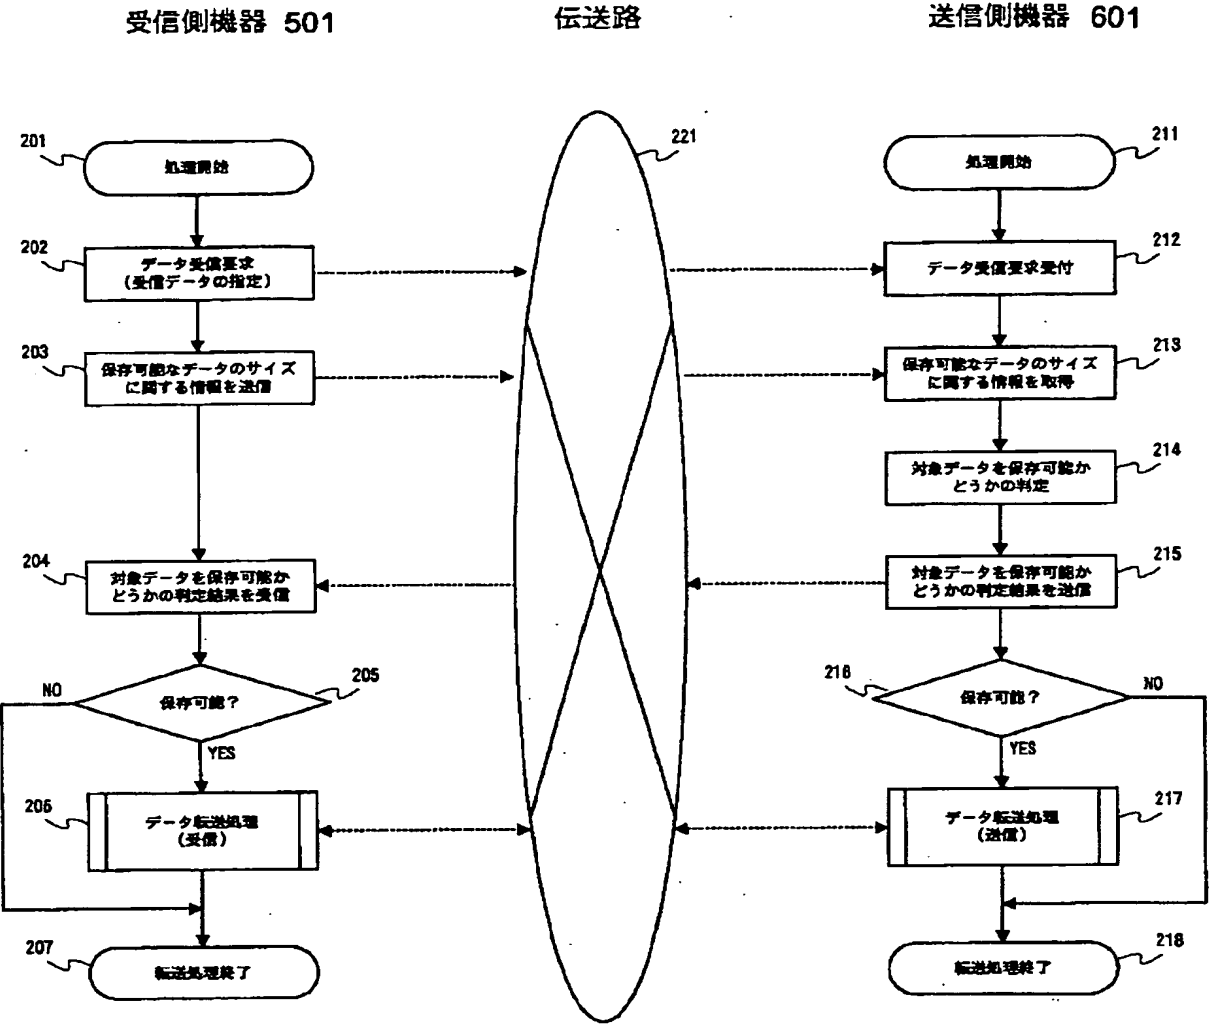 受信側機器 501
伝送路
送信側機器 601
201
処理開始
202
データ受信要求
(受信データの指定)
203
保存可能なデータのサイズ
に関する情報を送信
204
対象データを保存可能か
どうかの判定結果を受信
205
保存可能?
NO
YES
206
データ転送処理
(受信)
207
転送処理終了
221
211
処理開始
212
データ受信要求受付
213
保存可能なデータのサイズ
に関する情報を取得
214
対象データを保存可能か
どうかの判定
215
対象データを保存可能か
どうかの判定結果を送信
216
保存可能?
NO
YES
217
データ転送処理
(送信)
218
転送処理終了